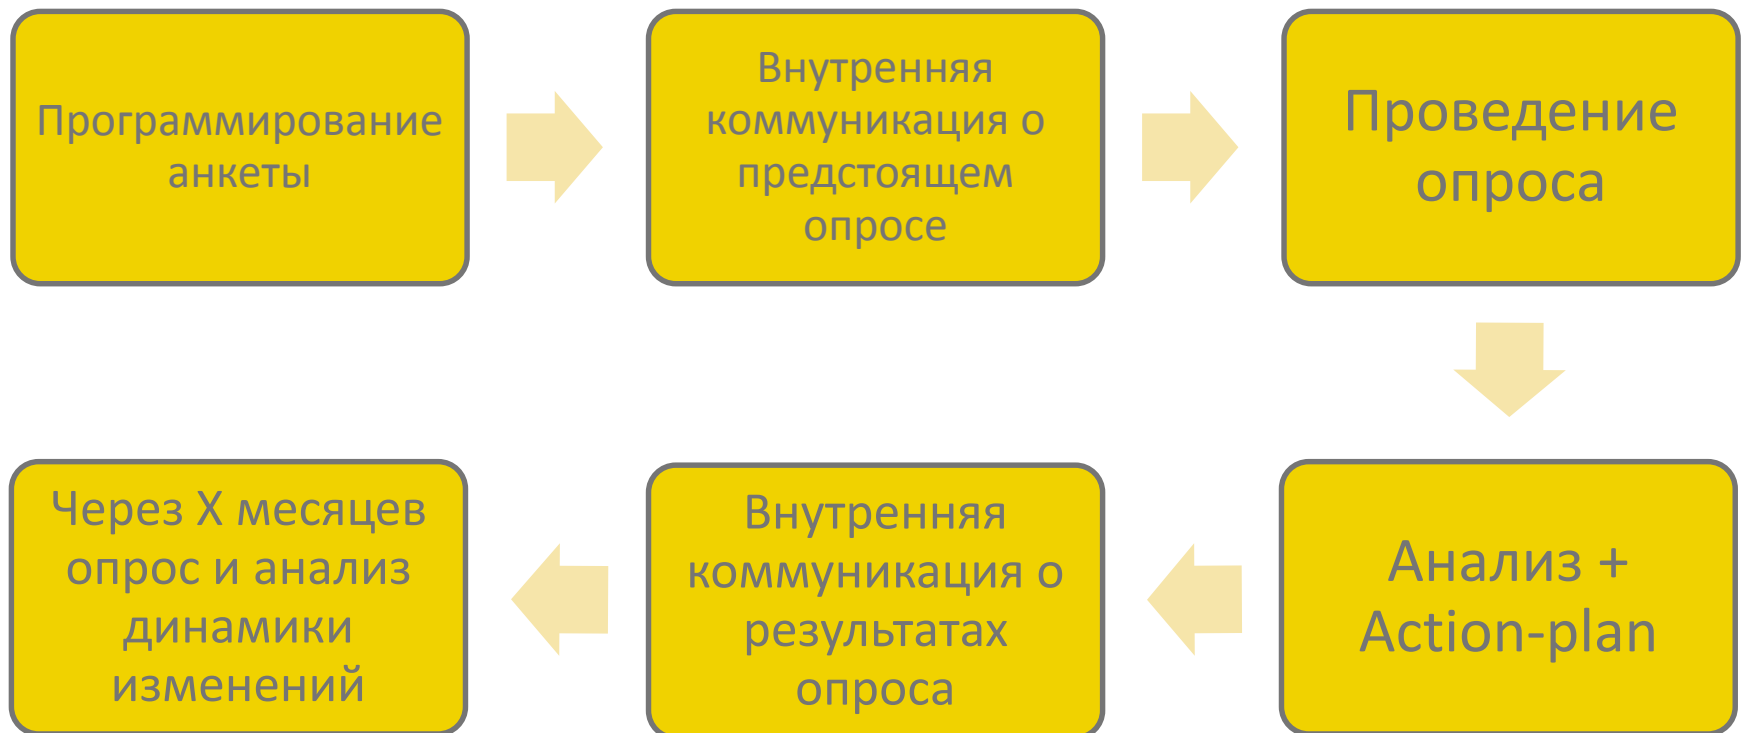 Программирование
анкеты
Внутренняя
коммуникация о
предстоящем
опросе
Проведение
опроса
Анализ +
Action-plan
Внутренняя
коммуникация о
результатах
опроса
Через X месяцев
опрос и анализ
динамики
изменений